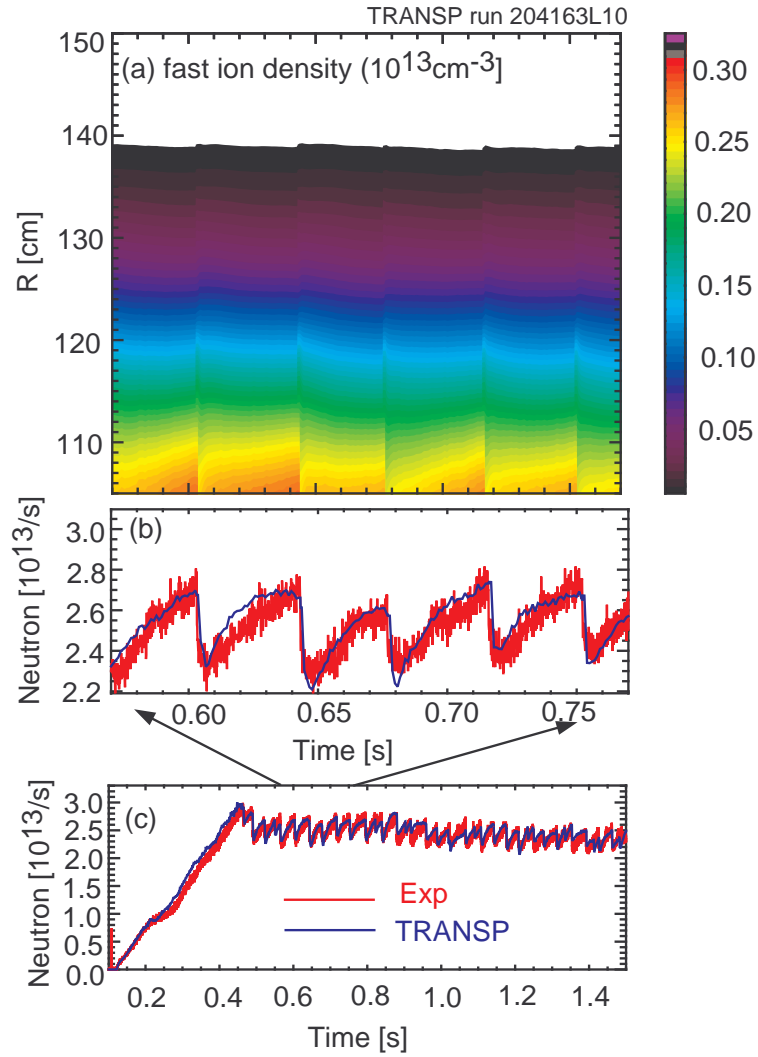 TRANSP run 204163L10
(a) fast ion density (10^13cm-3]
150
140
130
120
110
R [cm]
0.30
0.25
0.20
0.15
0.10
0.05
(b)
3.0
2.8
2.6
2.4
2.2
Neutron [10^13/s]
0.60 0.65 0.70 0.75
Time [s]
(c)
3.0
2.5
2.0
1.5
1.0
0.5
0.0
Neutron [10^13/s]
Exp
TRANSP
0.2 0.4 0.6 0.8 1.0 1.2 1.4
Time [s]